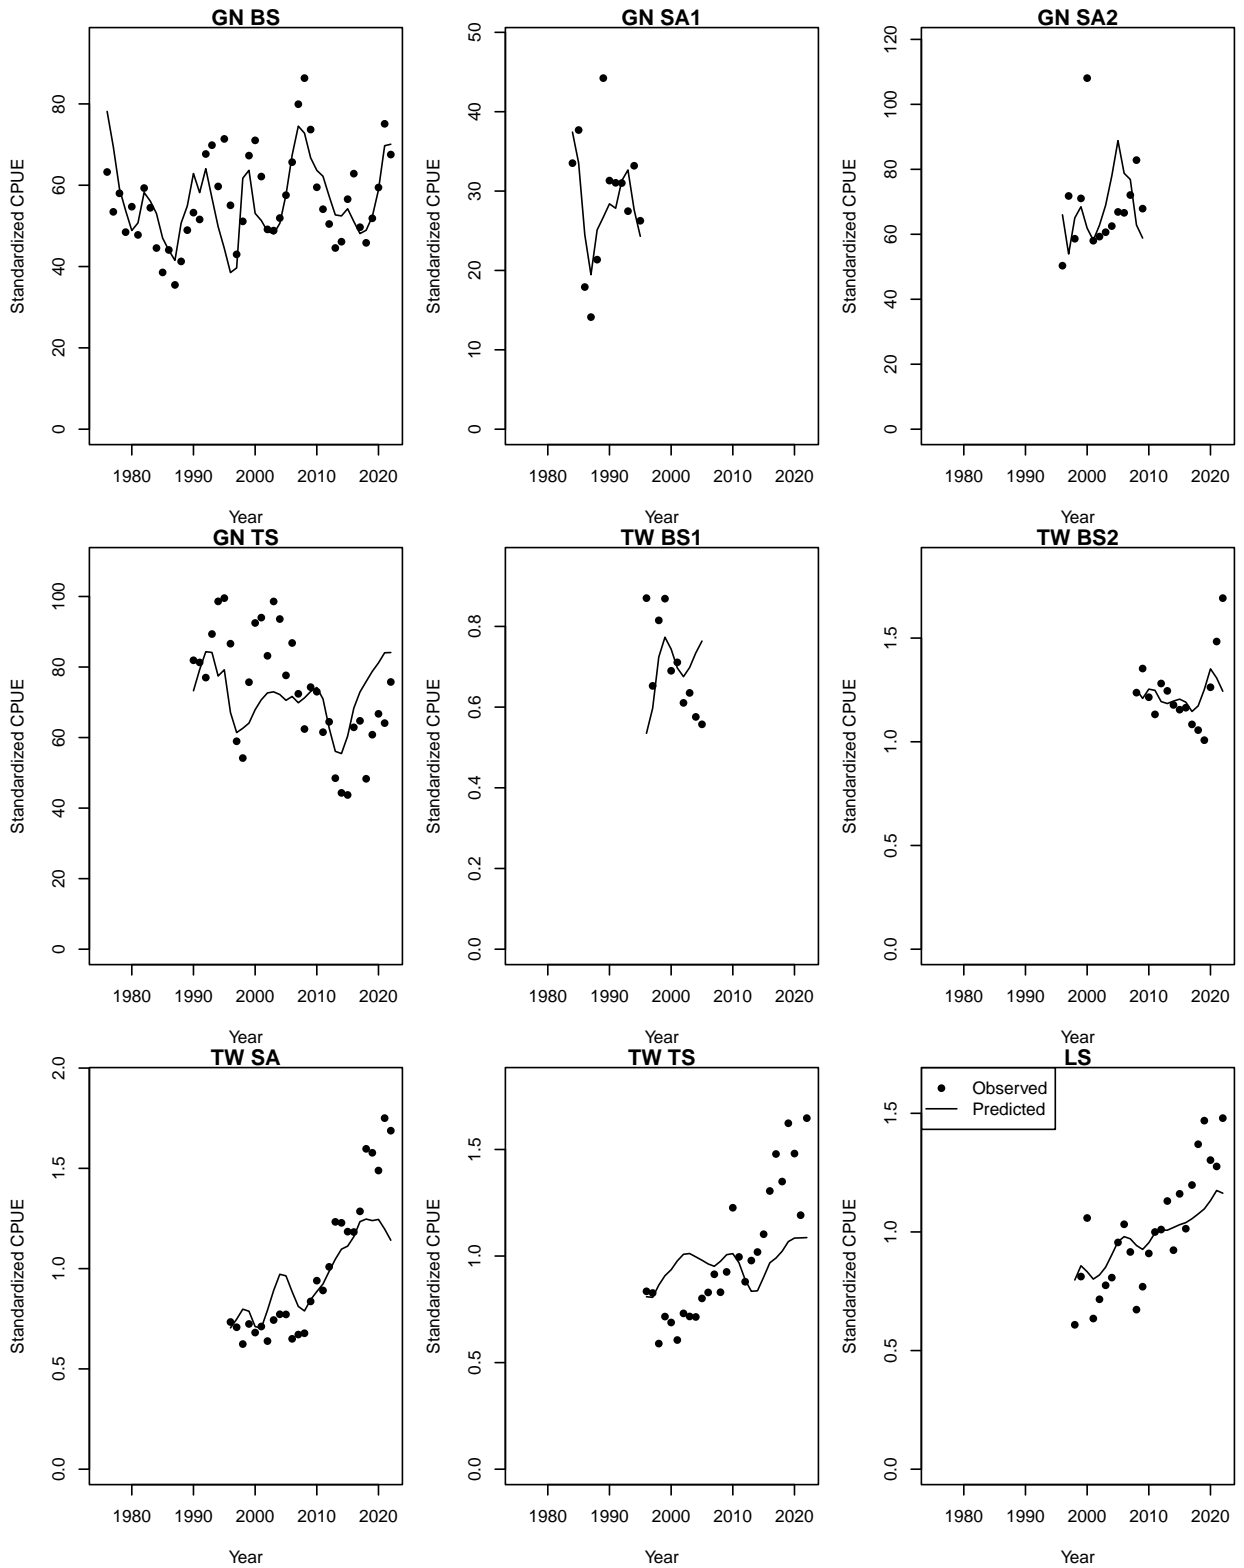 GN BS
Standardized CPUE
0
20
40
60
80
1980 1990 2000 2010 2020
Year
GN SA1
Standardized CPUE
0
10
20
30
40
50
1980 1990 2000 2010 2020
Year
GN SA2
Standardized CPUE
0
20
40
60
80
100
120
1980 1990 2000 2010 2020
Year
GN TS
Standardized CPUE
0
20
40
60
80
100
1980 1990 2000 2010 2020
Year
TW BS1
Standardized CPUE
0.0
0.2
0.4
0.6
0.8
1980 1990 2000 2010 2020
Year
TW BS2
Standardized CPUE
0.0
0.5
1.0
1.5
1980 1990 2000 2010 2020
Year
TW SA
Standardized CPUE
0.0
0.5
1.0
1.5
2.0
1980 1990 2000 2010 2020
Year
TW TS
Standardized CPUE
0.0
0.5
1.0
1.5
1980 1990 2000 2010 2020
Year
LS
Observed
Predicted
Standardized CPUE
0.0
0.5
1.0
1.5
1980 1990 2000 2010 2020
Year